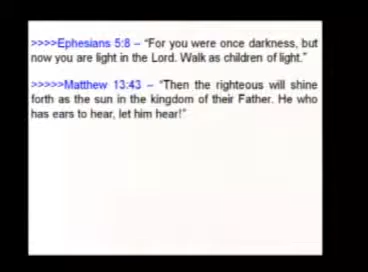 >>>>Ephesians 5:8 – “For you were once darkness, but
now you are light in the Lord. Walk as children of light.”
>>>>>Matthew 13:43 – “Then the righteous will shine
forth as the sun in the kingdom of their Father. He who
has ears to hear, let him hear!”